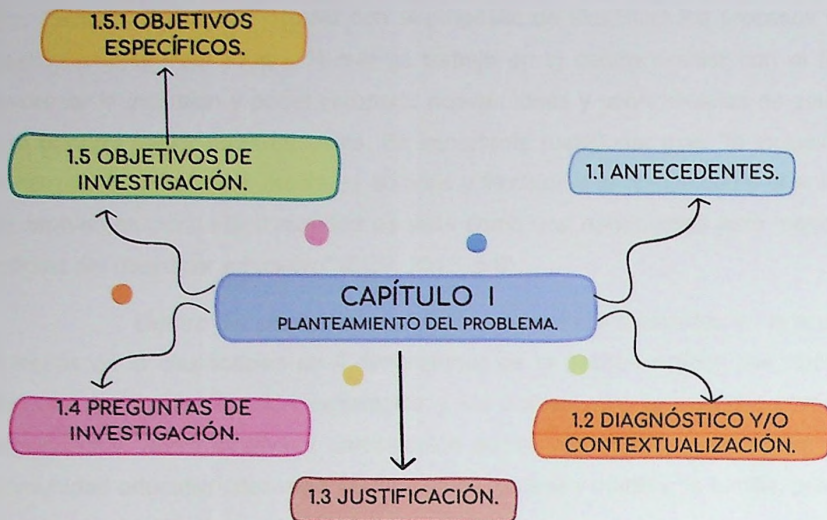 1.5.1 OBJETIVOS
ESPECÍFICOS.
1.5 OBJETIVOS DE
INVESTIGACIÓN.
1.1 ANTECEDENTES.
CAPÍTULO I
PLANTEAMIENTO DEL PROBLEMA.
1.4 PREGUNTAS DE
INVESTIGACIÓN.
1.2 DIAGNÓSTICO Y/O
CONTEXTUALIZACIÓN.
1.3 JUSTIFICACIÓN.